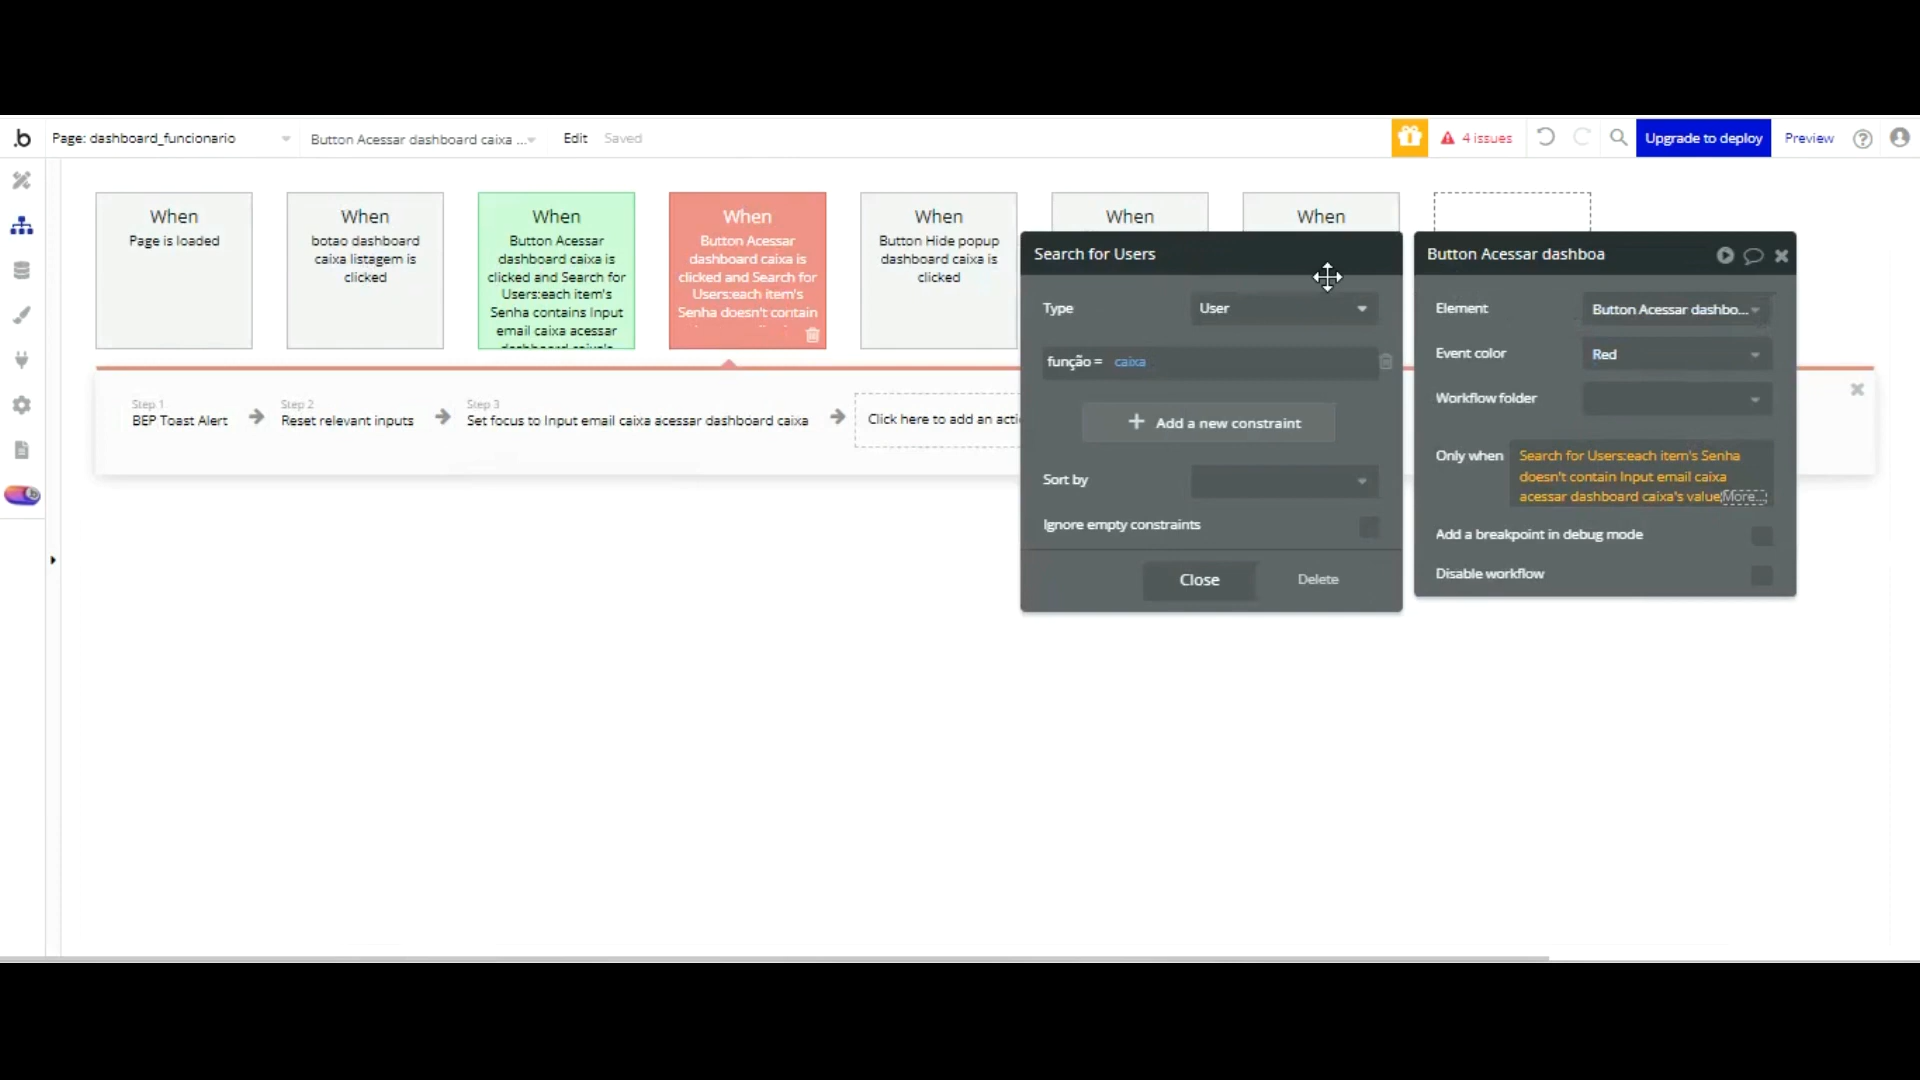 .b
Page: dashboard_funcionario
Button Acessar dashboard caixa ...
Edit
Saved
4 issues
Upgrade to deploy
Preview
When
Page is loaded
When
botao dashboard
caixa listagem is
clicked
When
Button Acessar
dashboard caixa is
clicked and Search for
Users:each item's
Senha contains Input
email caixa acessar
dashboard caixa's
When
Button Acessar
dashboard caixa is
clicked and Search for
Users:each item's
Senha doesn't contain
When
Button Hide popup
dashboard caixa is
clicked
When
When
Step 1
BEP Toast Alert
Step 2
Reset relevant inputs
Step 3
Set focus to Input email caixa acessar dashboard caixa
Click here to add an acti
Search for Users
Type
User
função = caixa
Add a new constraint
Sort by
Ignore empty constraints
Close
Delete
Button Acessar dashboa
Element
Button Acessar dashbo...
Event color
Red
Workflow folder
Only when
Search for Users:each item's Senha
doesn't contain Input email caixa
acessar dashboard caixa's value(More...)
Add a breakpoint in debug mode
Disable workflow